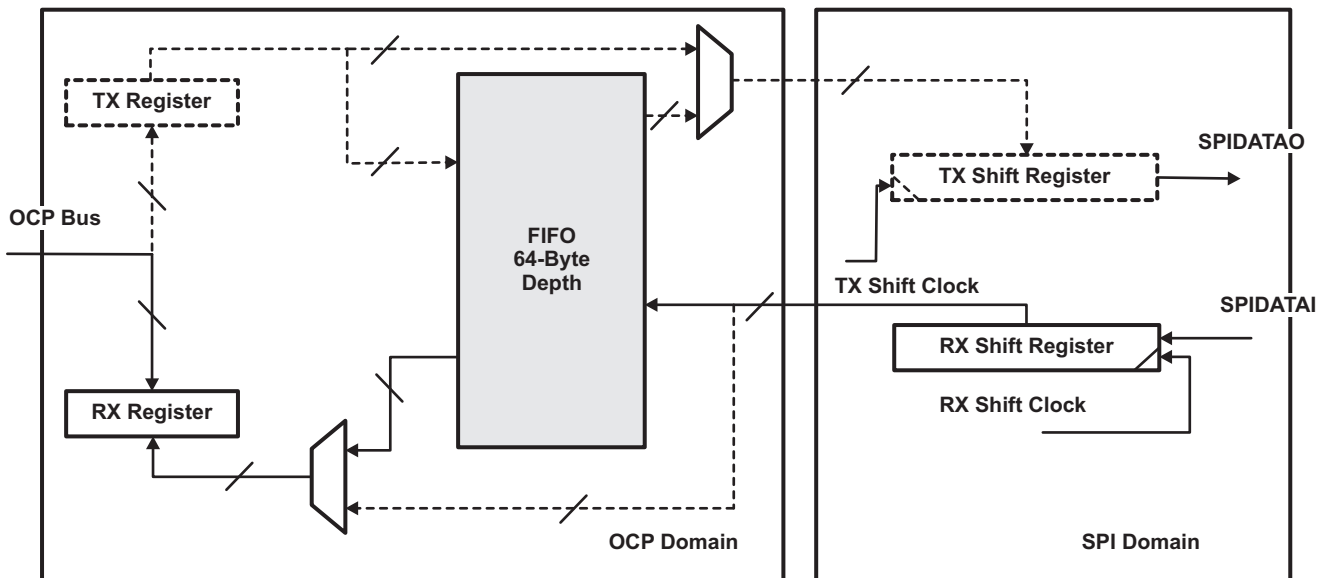 TX Register
SPIDATAO
TX Shift Register
OCP Bus
FIFO
64-Byte
Depth
TX Shift Clock
SPIDATAI
RX Shift Register
RX Register
RX Shift Clock
OCP Domain
SPI Domain